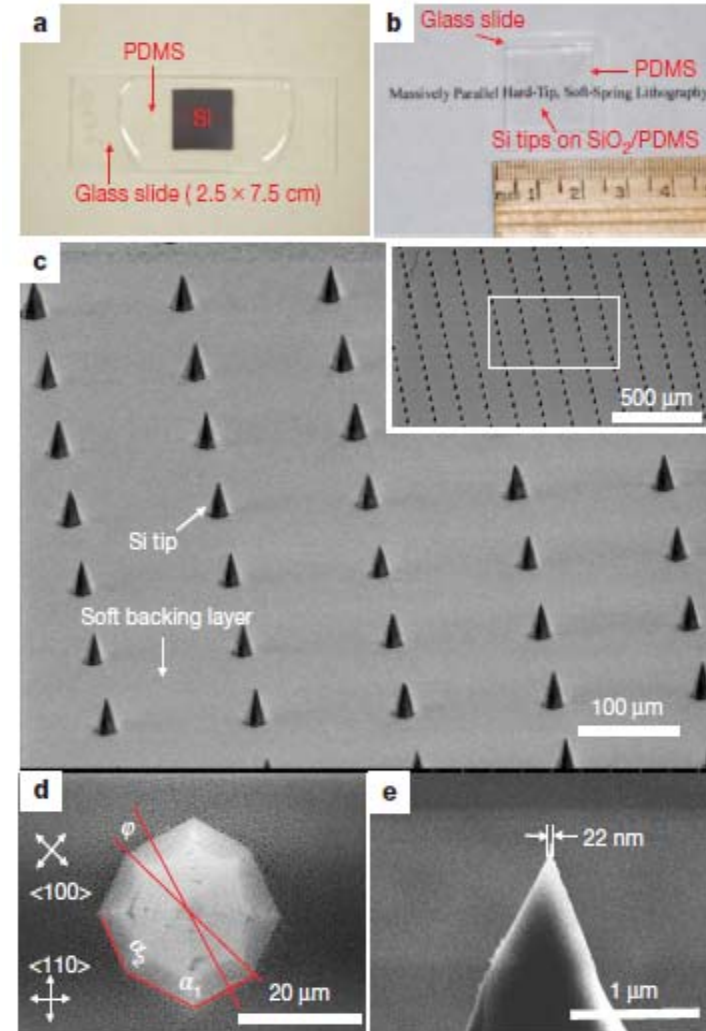 a
PDMS
Si
Glass slide ( 2.5 × 7.5 cm)
b
Glass slide
PDMS
Massively Parallel Hard-Tip, Soft-Spring Lithography
Si tips on SiO₂/PDMS
1 2 3 4
c
500 μm
Si tip
Soft backing layer
100 μm
d
φ
<100>
<110>
α₂
α₁
20 μm
e
22 nm
1 μm